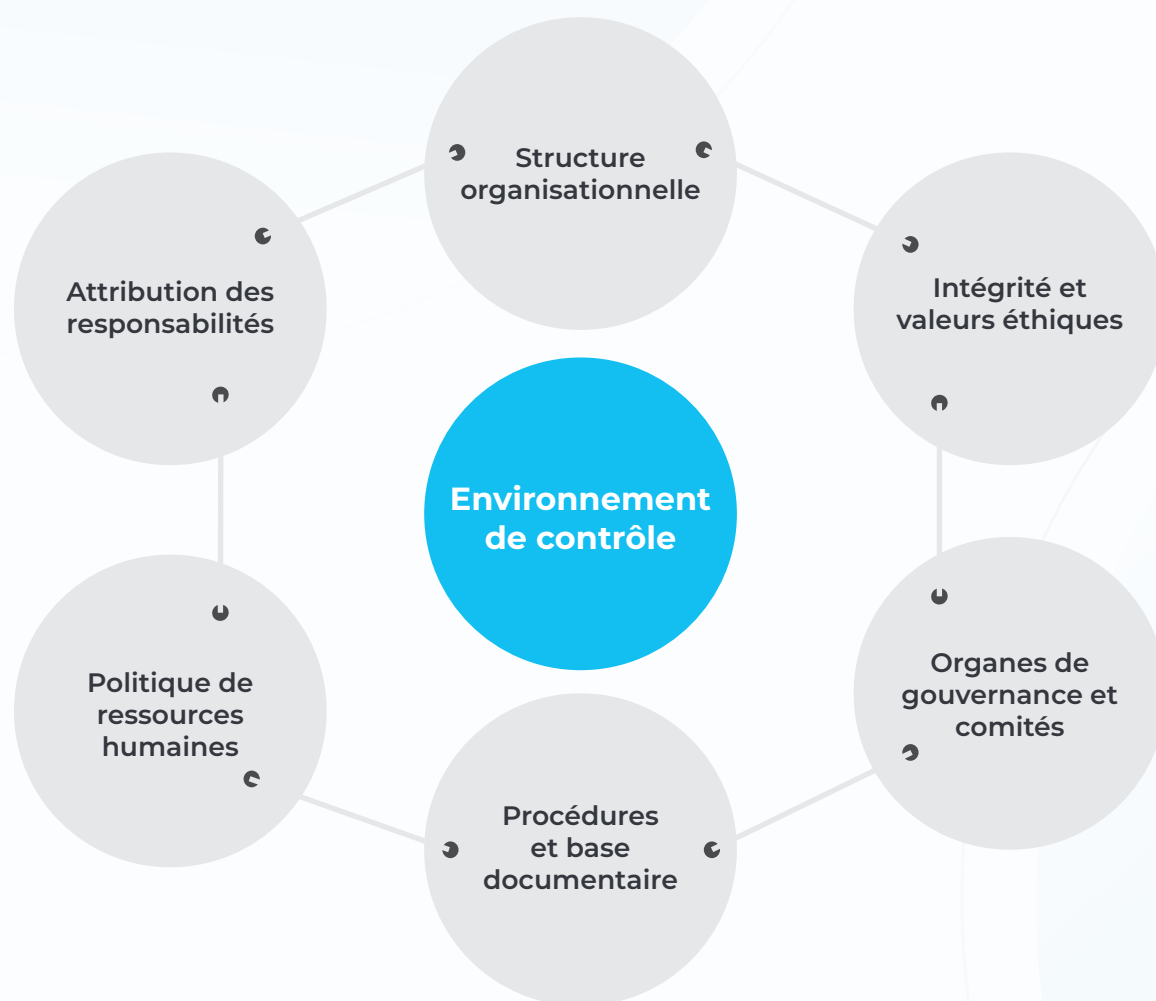 Structure
organisationnelle
Attribution des
responsabilités
Intégrité et
valeurs éthiques
Environnement
de contrôle
Politique de
ressources
humaines
Organes de
gouvernance et
comités
Procédures
et base
documentaire